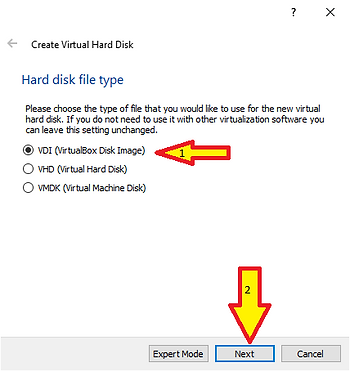 ?
Create Virtual Hard Disk
Hard disk file type
Please choose the type of file that you would like to use for the new virtual
hard disk. If you do not need to use it with other virtualization software you
can leave this setting unchanged.
VDI (VirtualBox Disk Image)
1
VHD (Virtual Hard Disk)
VMDK (Virtual Machine Disk)
2
Expert Mode Next Cancel